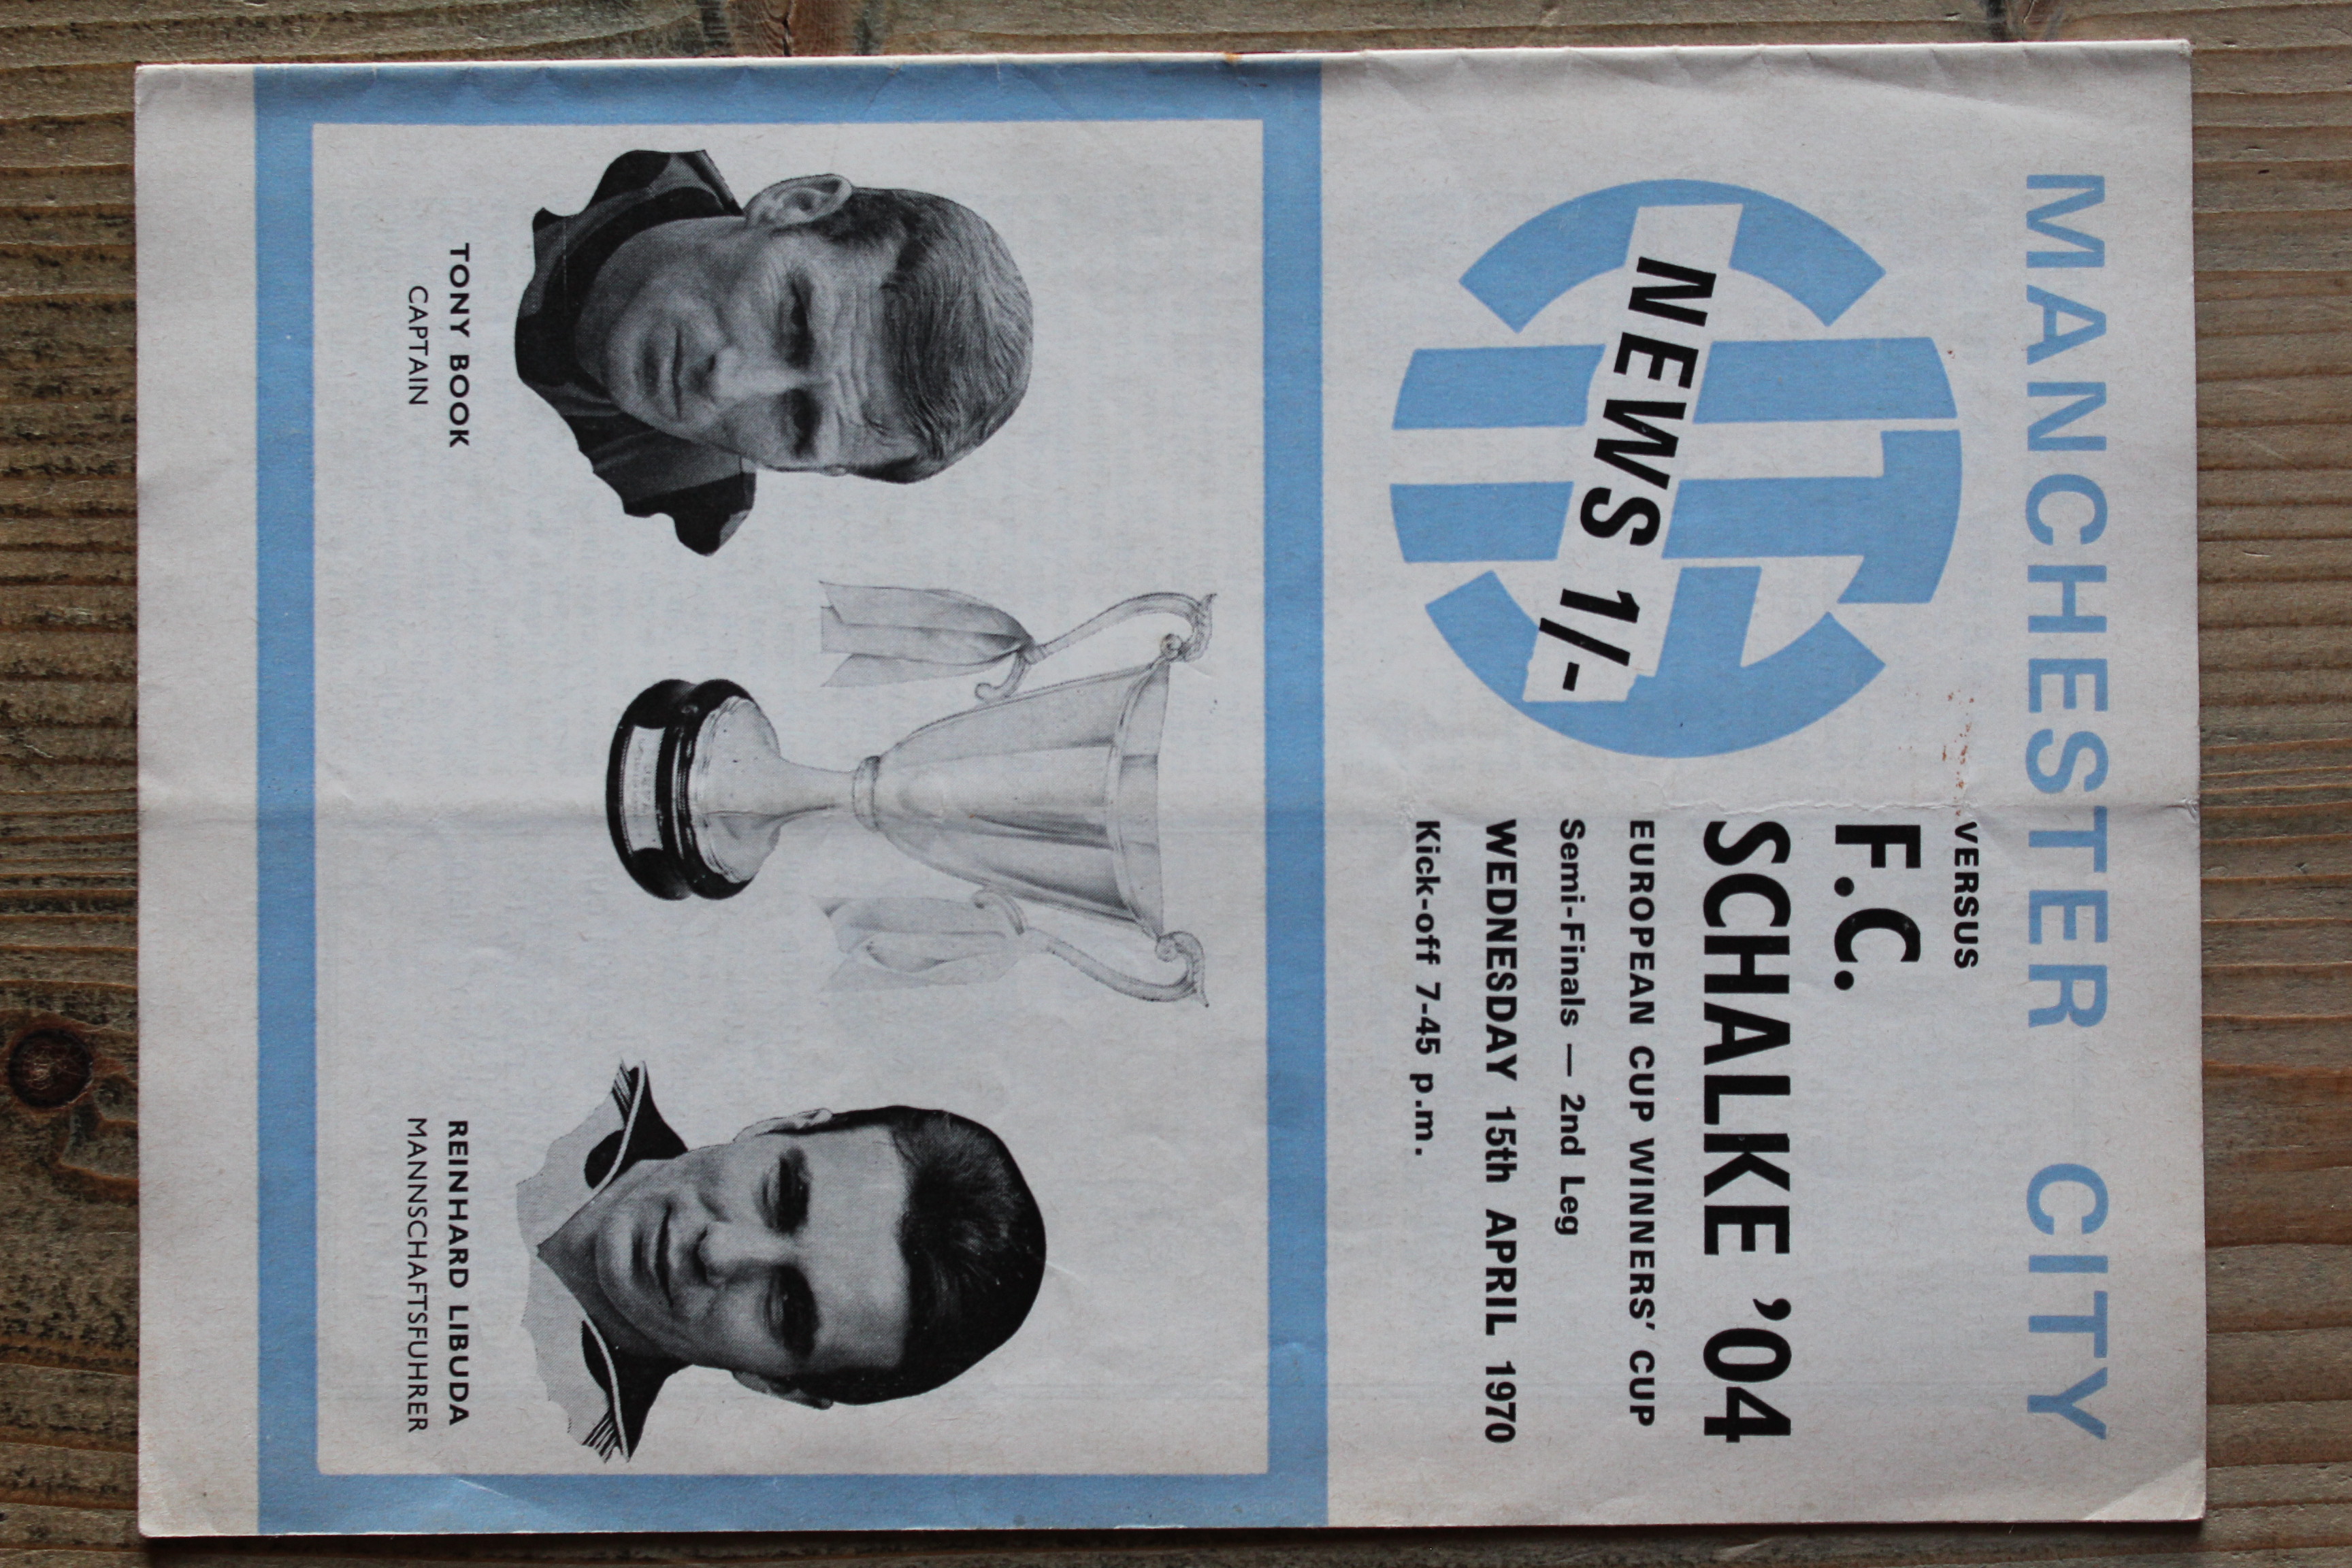 MANCHESTER CITY
CITY
NEWS 1/-
VERSUS
F.C.
SCHALKE ’04
EUROPEAN CUP WINNERS’ CUP
Semi-Finals — 2nd Leg
WEDNESDAY 15th APRIL 1970
Kick-off 7-45 p.m.
TONY BOOK
CAPTAIN
REINHARD LIBUDA
MANNSCHAFTSFUHRER